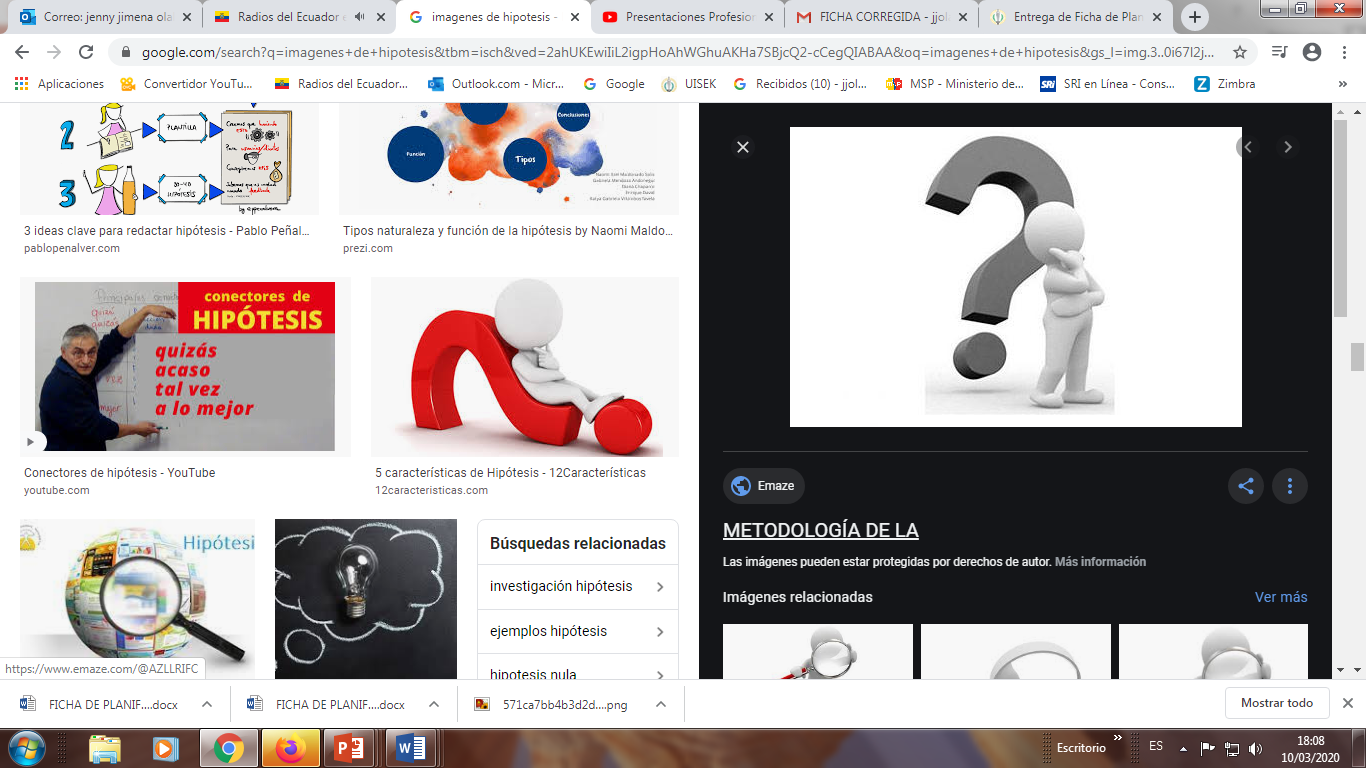 Correo: jenny jimena ola
Radios del Ecuador e
imagenes de hipotesis -
Presentaciones Profesion
FICHA CORREGIDA - jjol
Entrega de Ficha de Plan
google.com/search?q=imagenes+de+hipotesis&tbm=isch&ved=2ahUKEwiIiL2igpHoAhWGhuAKHa7SBjcQ2-cCegQIABAA&oq=imagenes+de+hipotesis&gs_l=img.3..0i67l2j...
Aplicaciones
Convertidor YouTu...
Radios del Ecuador...
Outlook.com - Micr...
Google
UISEK
Recibidos (10) - jjol...
MSP - Ministerio de...
SRI en Línea - Cons...
Zimbra
»
2
PLANTILLA
3
HIPÓTESIS
Conclusiones
Función
Tipos
3 ideas clave para redactar hipótesis - Pablo Peñal...
pablopenalver.com
Tipos naturaleza y función de la hipótesis by Naomi Maldo...
prezi.com
conectores de
HIPÓTESIS
quizás
acaso
tal vez
a lo mejor
Conectores de hipótesis - YouTube
youtube.com
5 características de Hipótesis - 12Características
12características.com
Hipótesi
Búsquedas relacionadas
investigación hipótesis
ejemplos hipótesis
hipotesis nula
?
Emaze
METODOLOGÍA DE LA
Las imágenes pueden estar protegidas por derechos de autor. Más información
Imágenes relacionadas
Ver más
https://www.emaze.com/@AZLLRIFC
FICHA DE PLANIF....docx
FICHA DE PLANIF....docx
571ca7bb4b3d2d....png
Mostrar todo
Escritorio
»
ES
18:08
10/03/2020